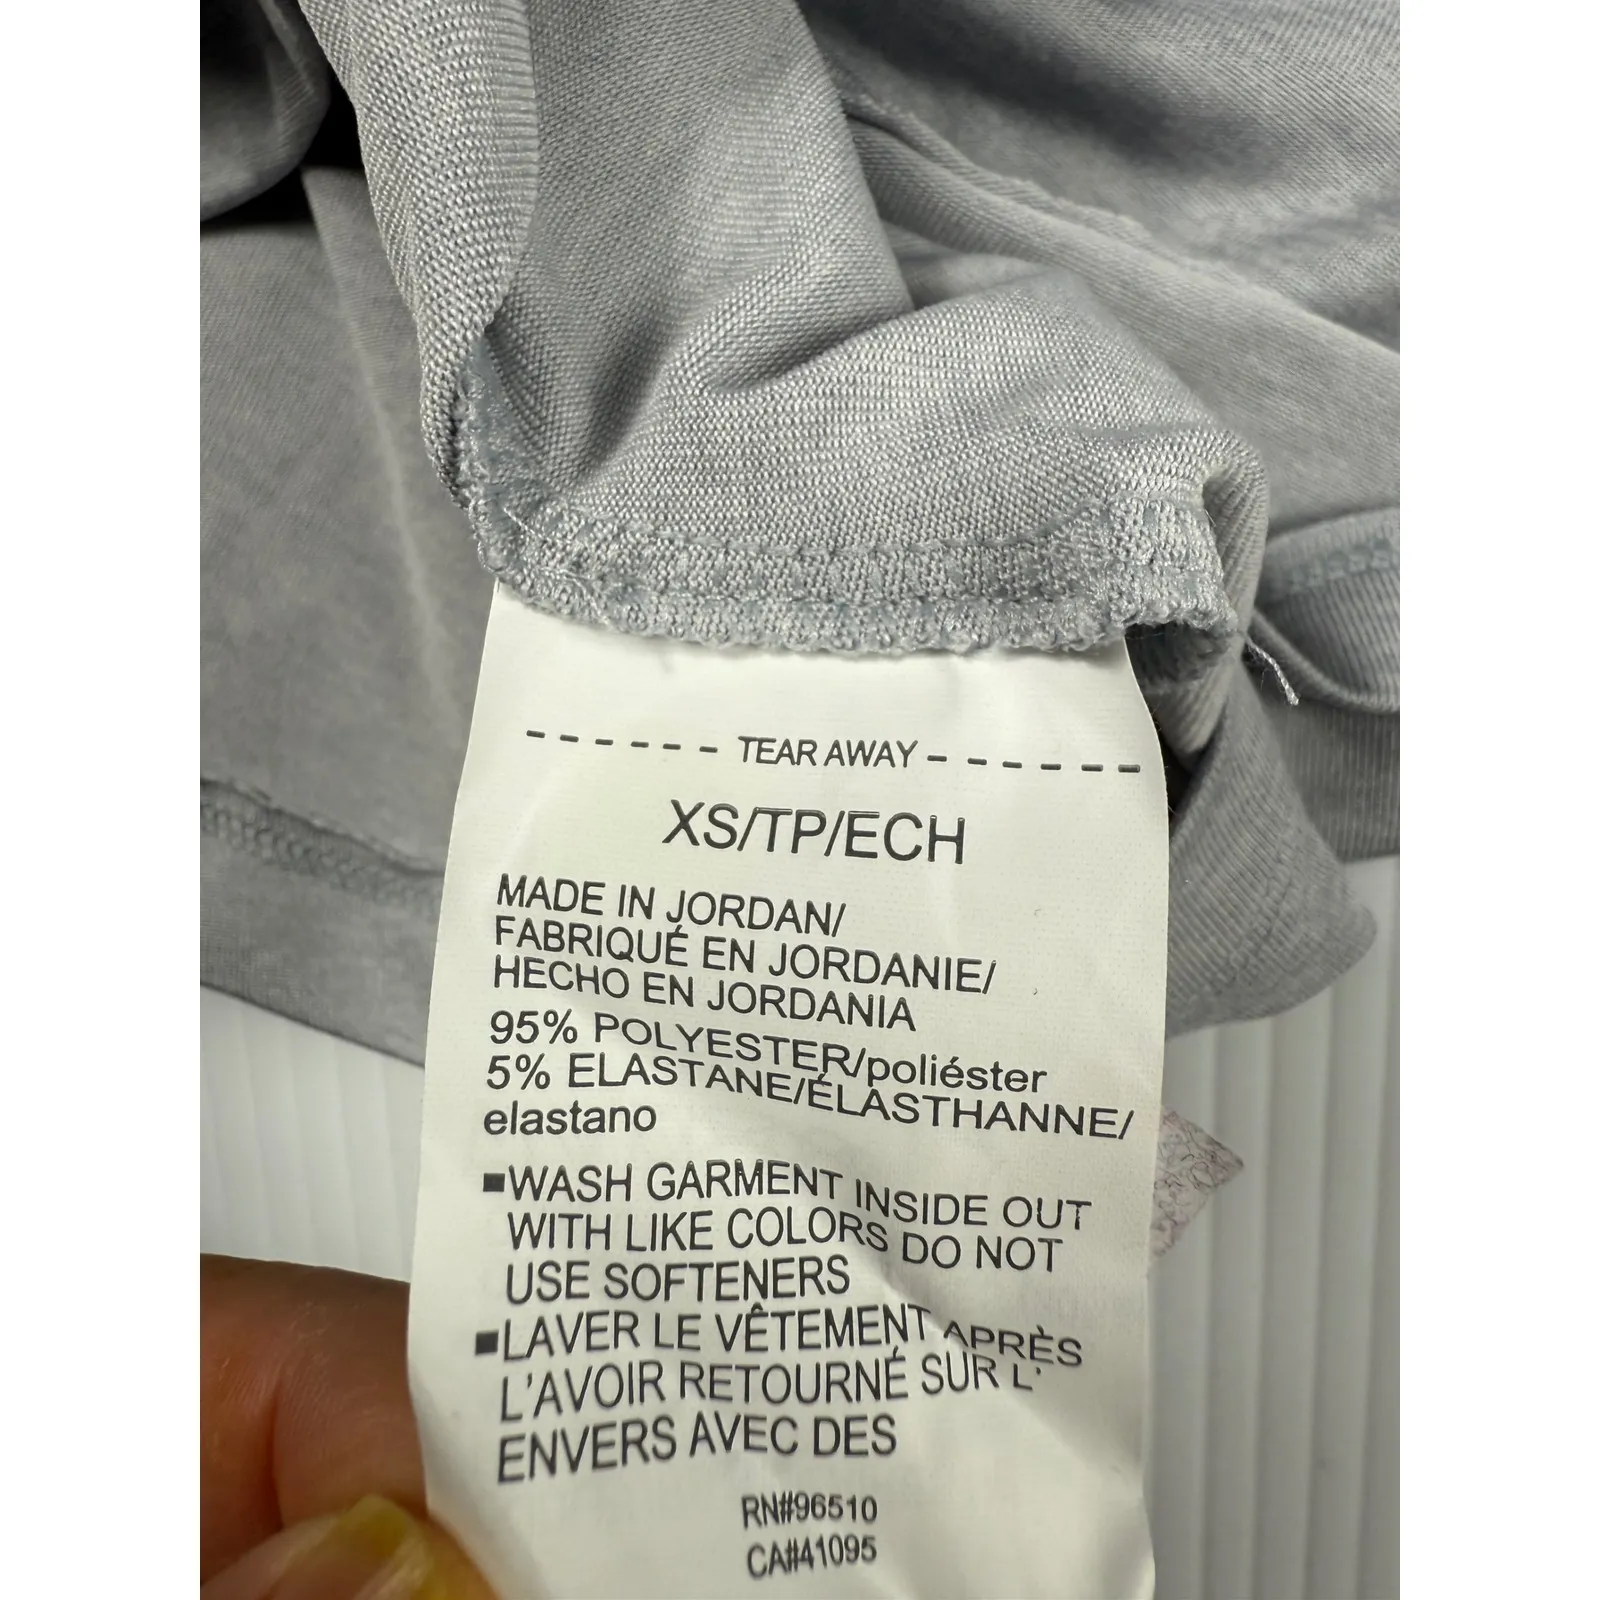 - - - - - - TEAR AWAY - - - - - - -
XS/TP/ECH
MADE IN JORDAN/
FABRIQUÉ EN JORDANIE/
HECHO EN JORDANIA
95% POLYESTER/poliéster
5% ELASTANE/ÉLASTHANNE/
elastano
▪WASH GARMENT INSIDE OUT
WITH LIKE COLORS DO NOT
USE SOFTENERS
▪LAVER LE VÊTEMENT APRÈS
L'AVOIR RETOURNÉ SUR L'
ENVERS AVEC DES
RN#96510
CA#41095